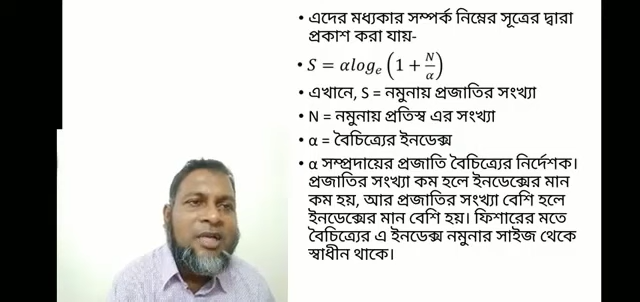 • এদের মধ্যকার সম্পর্ক নিম্নের সূত্রের দ্বারা
প্রকাশ করা যায়-
• S = αlogₑ (1 + N/α)
• এখানে, S = নমুনায় প্রজাতির সংখ্যা
• N = নমুনায় প্রতিস্ব এর সংখ্যা
• α = বৈচিত্র্যের ইনডেক্স
• α সম্প্রদায়ের প্রজাতি বৈচিত্র্যের নির্দেশক।
প্রজাতির সংখ্যা কম হলে ইনডেক্সের মান
কম হয়, আর প্রজাতির সংখ্যা বেশি হলে
ইনডেক্সের মান বেশি হয়। ফিশারের মতে
বৈচিত্র্যের এ ইনডেক্স নমুনার সাইজ থেকে
স্বাধীন থাকে।